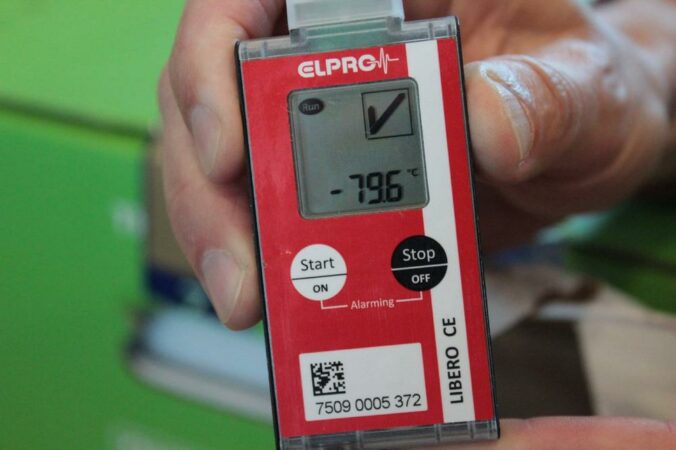 ELPRO
Run
-79.6 °C
Start
ON
Stop
OFF
Alarming
LIBERO CE
7509 0005 372